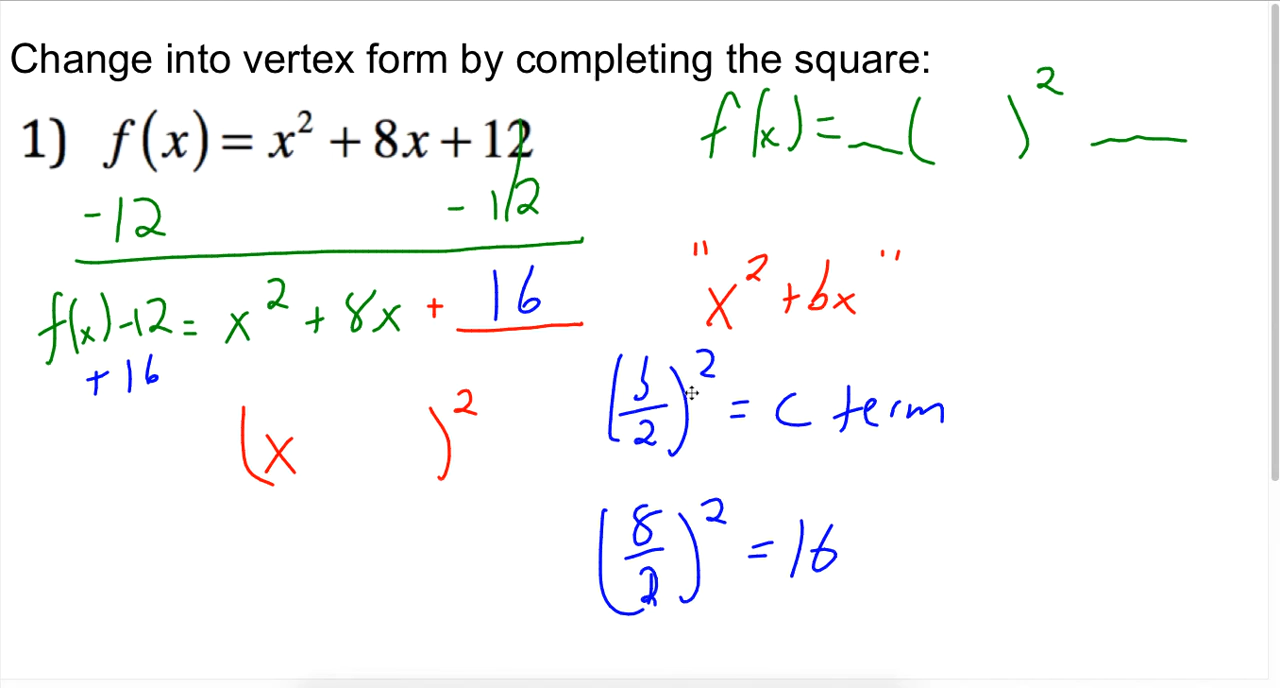 Change into vertex form by completing the square:
1) f(x) = x² + 8x + 12
f(x) = _( )² _
-12 - 12
f(x) - 12 = x² + 8x + 16
+ 16
(x )²
"x² + bx"
(b/2)² = c term
(8/2)² = 16